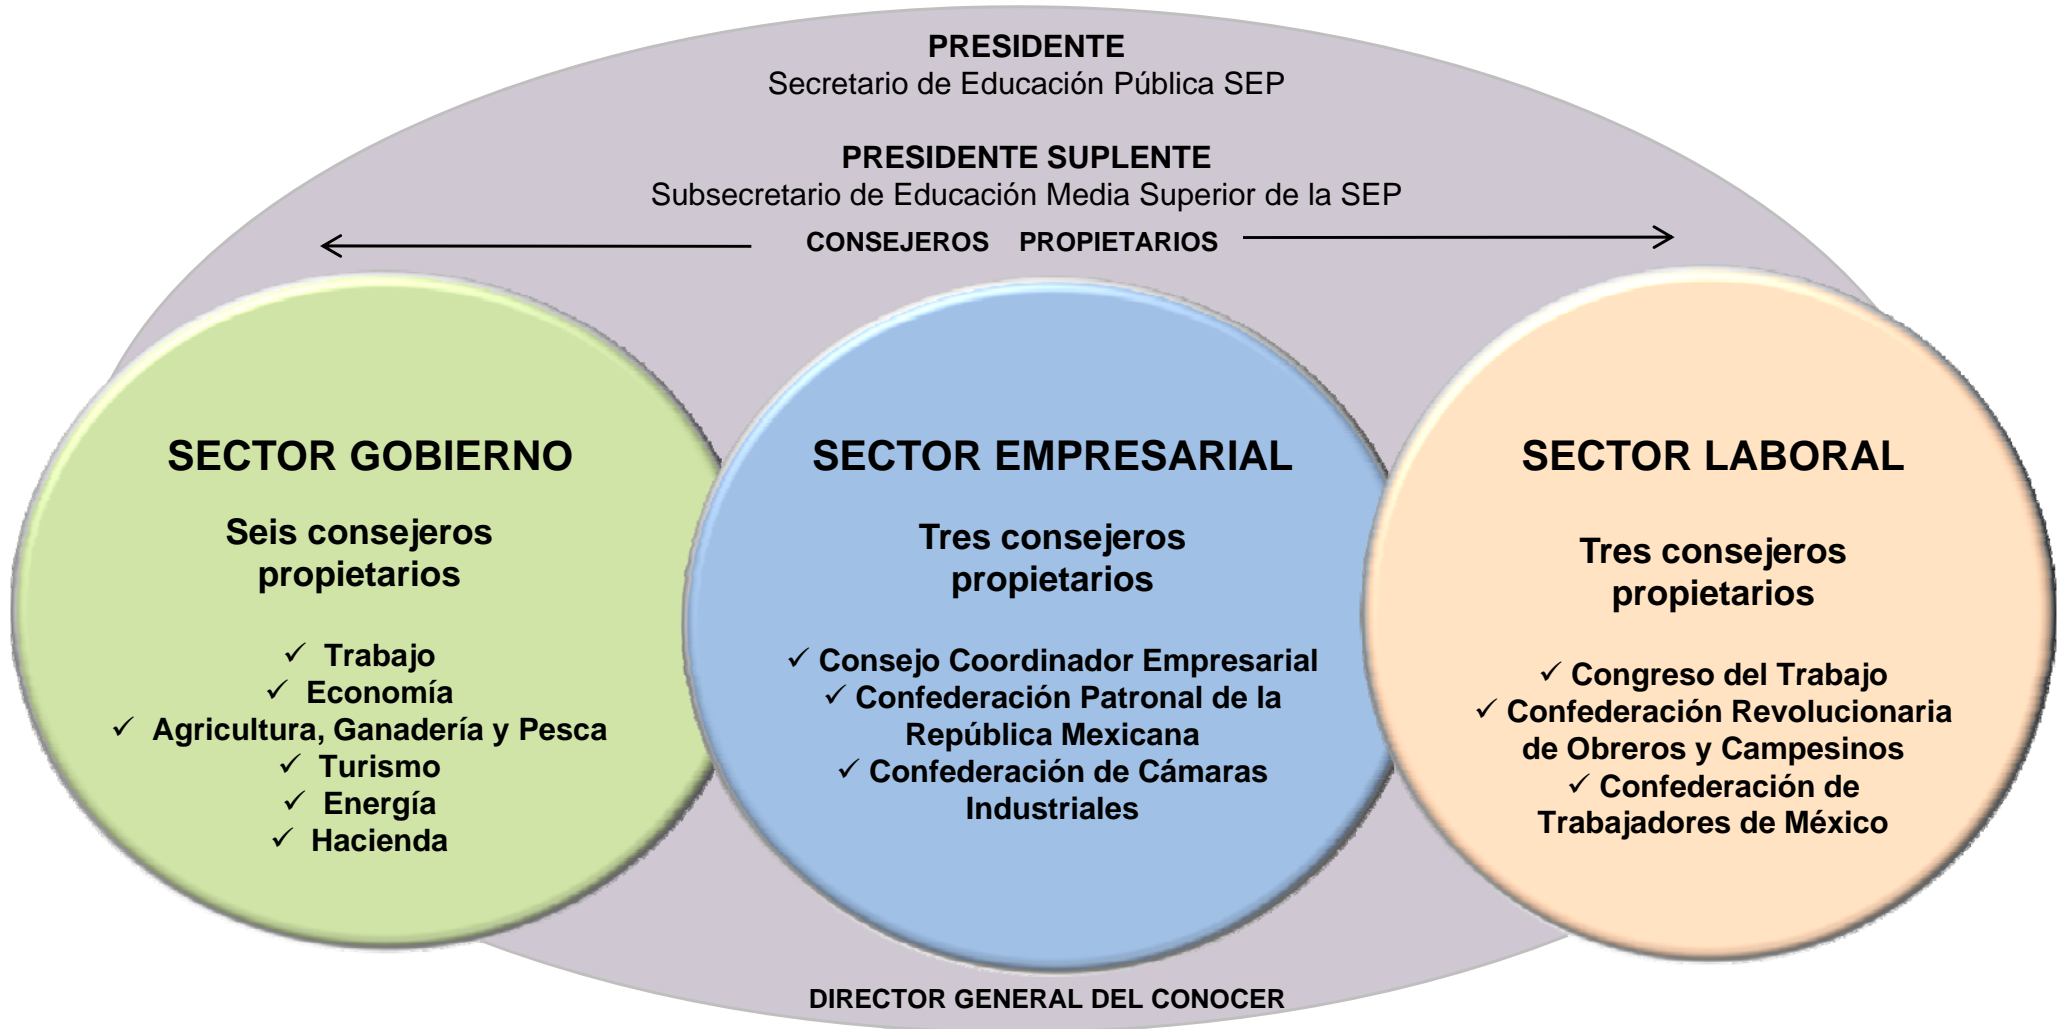 PRESIDENTE
Secretario de Educación Pública SEP
PRESIDENTE SUPLENTE
Subsecretario de Educación Media Superior de la SEP
CONSEJEROS PROPIETARIOS
SECTOR GOBIERNO
Seis consejeros
propietarios
✓ Trabajo
✓ Economía
✓ Agricultura, Ganadería y Pesca
✓ Turismo
✓ Energía
✓ Hacienda
SECTOR EMPRESARIAL
Tres consejeros
propietarios
✓ Consejo Coordinador Empresarial
✓ Confederación Patronal de la
República Mexicana
✓ Confederación de Cámaras
Industriales
SECTOR LABORAL
Tres consejeros
propietarios
✓ Congreso del Trabajo
✓ Confederación Revolucionaria
de Obreros y Campesinos
✓ Confederación de
Trabajadores de México
DIRECTOR GENERAL DEL CONOCER